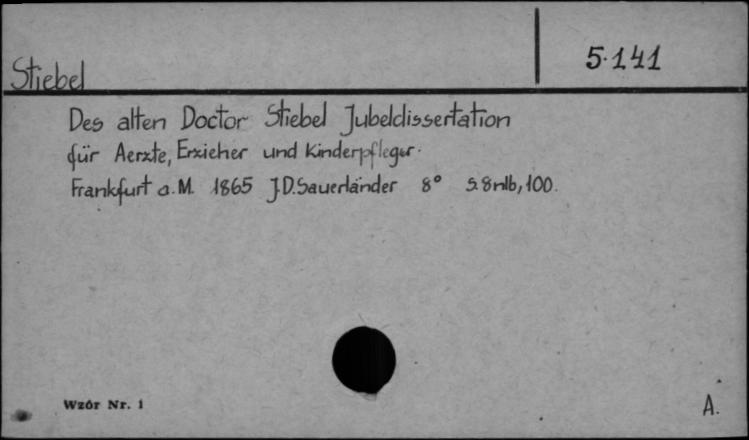 Stiebel
5.141
Des alten Doctor Stiebel Jubeldissertation
für Aerzte, Erzieher und Kinderpfleger.
Frankfurt a.M. 1865 J.D.Sauerländer 8° S.8nlb,100.
Wzór Nr. 1
A.